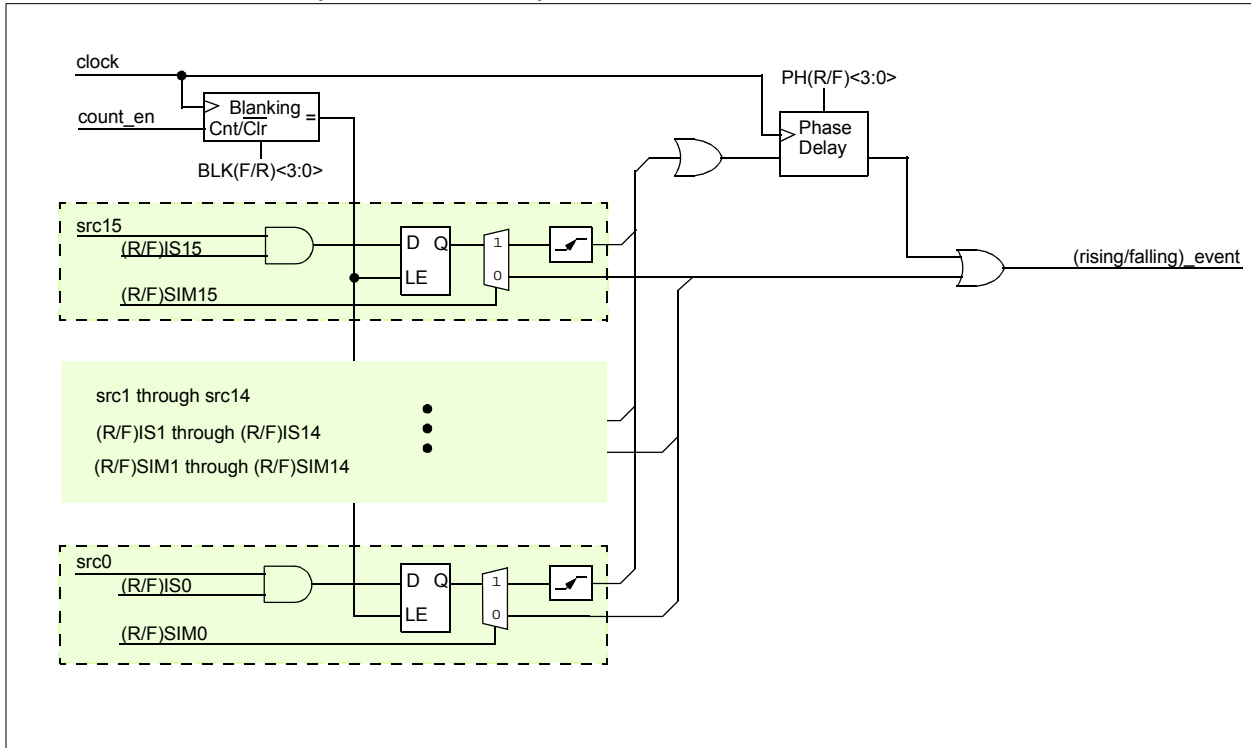 clock
PH(R/F)<3:0>
count_en
Blanking
=
Cnt/Clr
Phase
Delay
BLK(F/R)<3:0>
src15
(R/F)IS15
D Q
1
LE
0
(R/F)SIM15
(rising/falling)_event
src1 through src14
(R/F)IS1 through (R/F)IS14
(R/F)SIM1 through (R/F)SIM14
src0
(R/F)IS0
D Q
1
LE
0
(R/F)SIM0